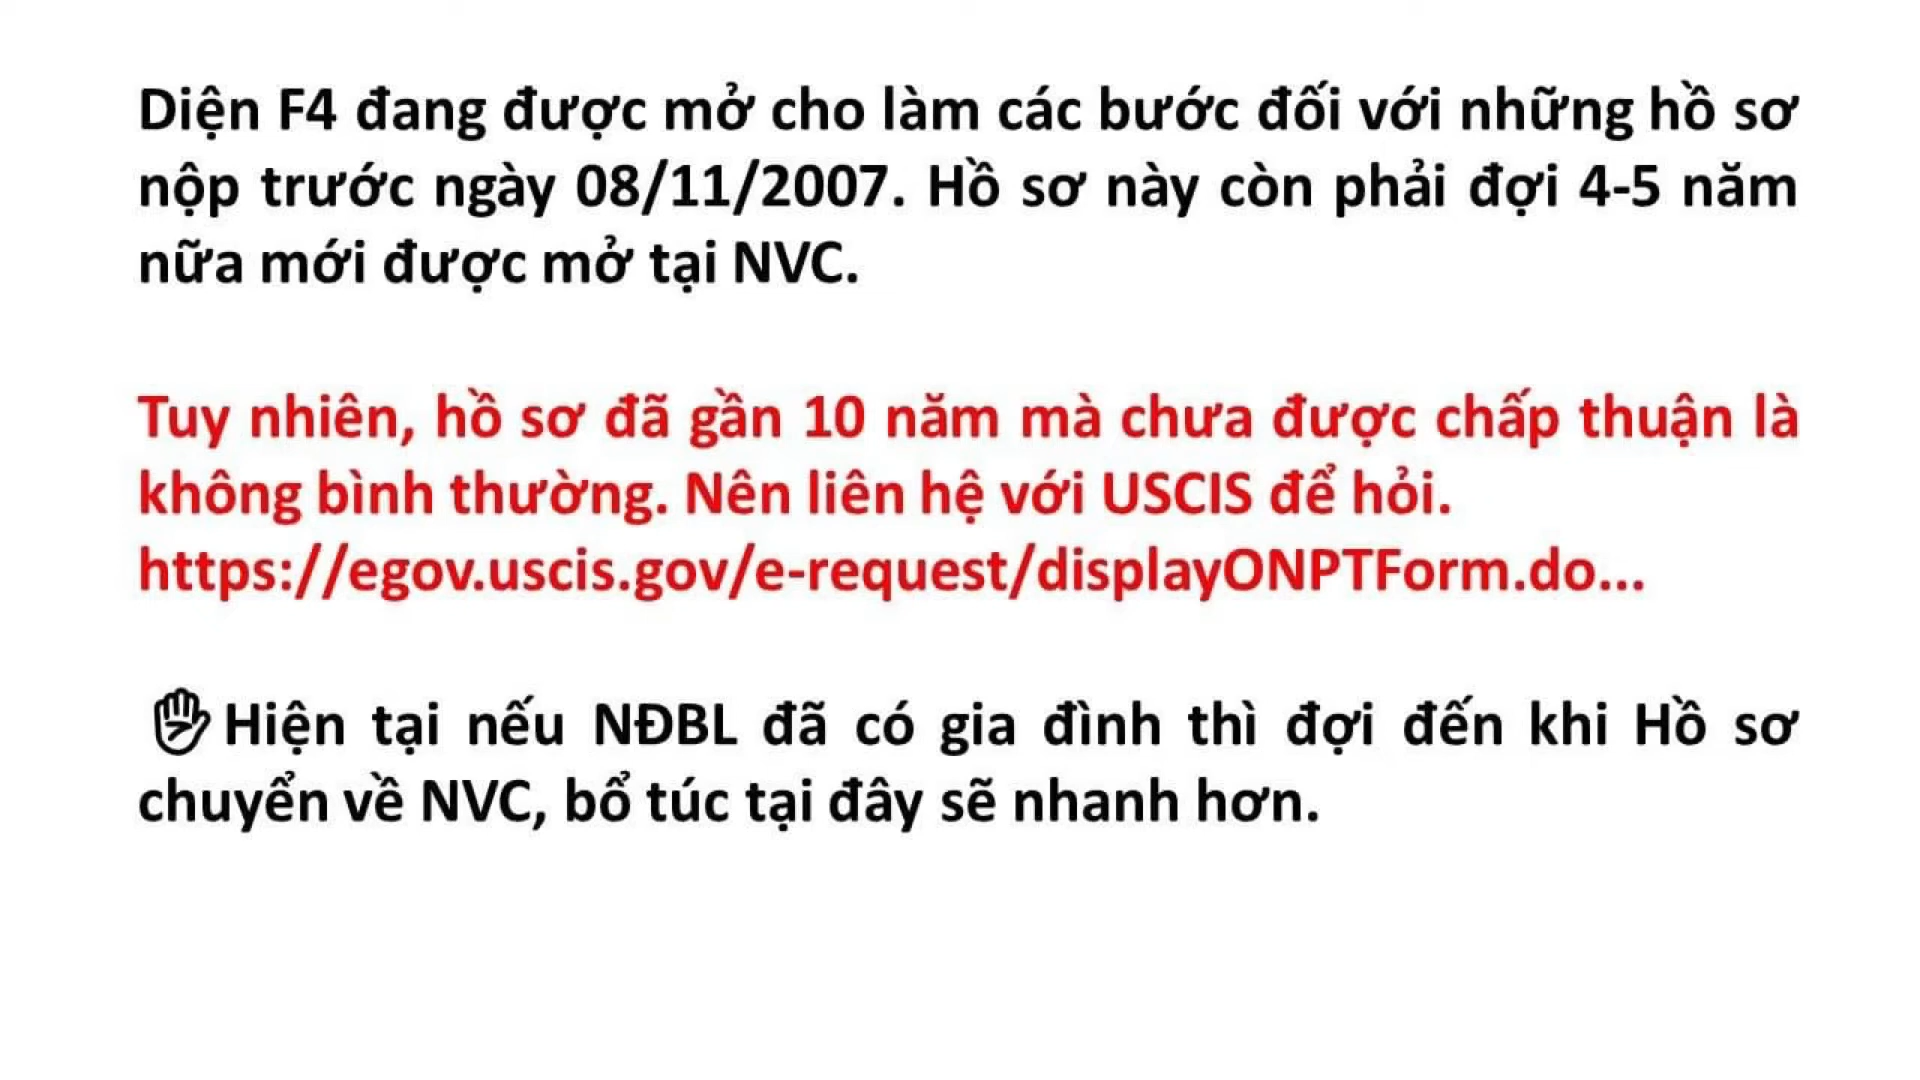 Diện F4 đang được mở cho làm các bước đối với những hồ sơ
nộp trước ngày 08/11/2007. Hồ sơ này còn phải đợi 4-5 năm
nữa mới được mở tại NVC.
Tuy nhiên, hồ sơ đã gần 10 năm mà chưa được chấp thuận là
không bình thường. Nên liên hệ với USCIS để hỏi.
https://egov.uscis.gov/e-request/displayONPTForm.do...
✋Hiện tại nếu NĐBL đã có gia đình thì đợi đến khi Hồ sơ
chuyển về NVC, bổ túc tại đây sẽ nhanh hơn.